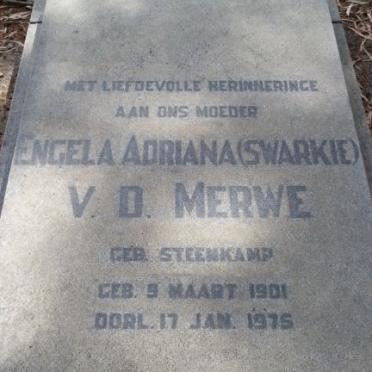 MET LIEFDEVOLLE HERINNERINGE
AAN ONS MOEDER
ENGELA ADRIANA (SWARKIE)
V. D. MERWE
GEB. STEENKAMP
GEB. 9 MAART 1901
OORL. 17 JAN. 1975